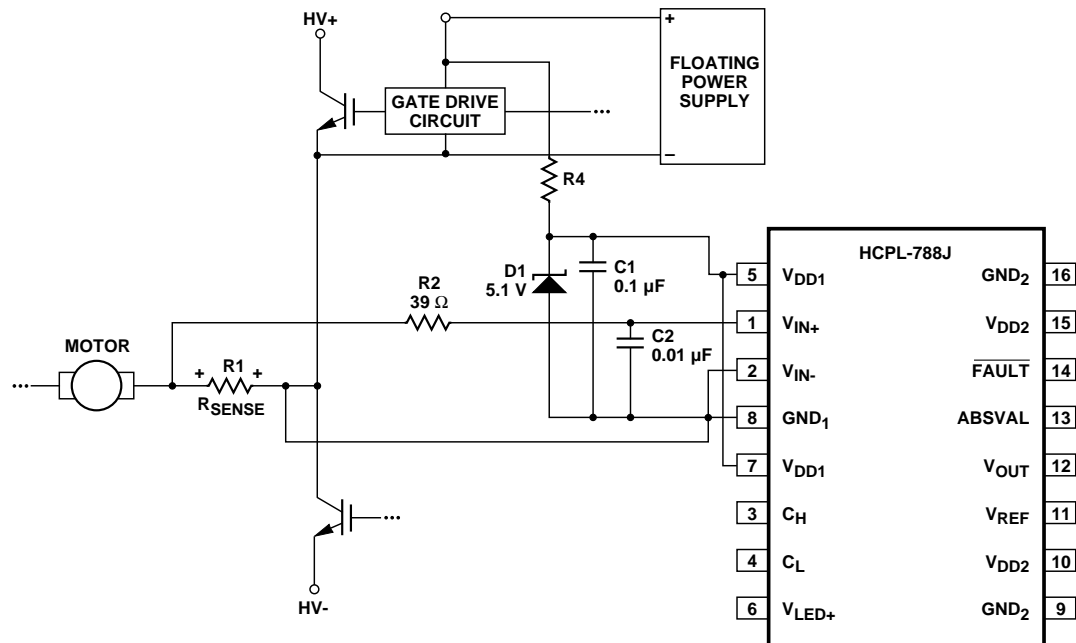 HV+
+
FLOATING
POWER
SUPPLY
−
GATE DRIVE
CIRCUIT
...
R4
D1
5.1 V
C1
0.1 µF
R2
39 Ω
C2
0.01 µF
MOTOR
...
+ R1 +
RSENSE
...
HV-
HCPL-788J
5 VDD1
1 VIN+
2 VIN-
8 GND1
7 VDD1
3 CH
4 CL
6 VLED+
GND2 16
VDD2 15
FAULT 14
ABSVAL 13
VOUT 12
VREF 11
VDD2 10
GND2 9